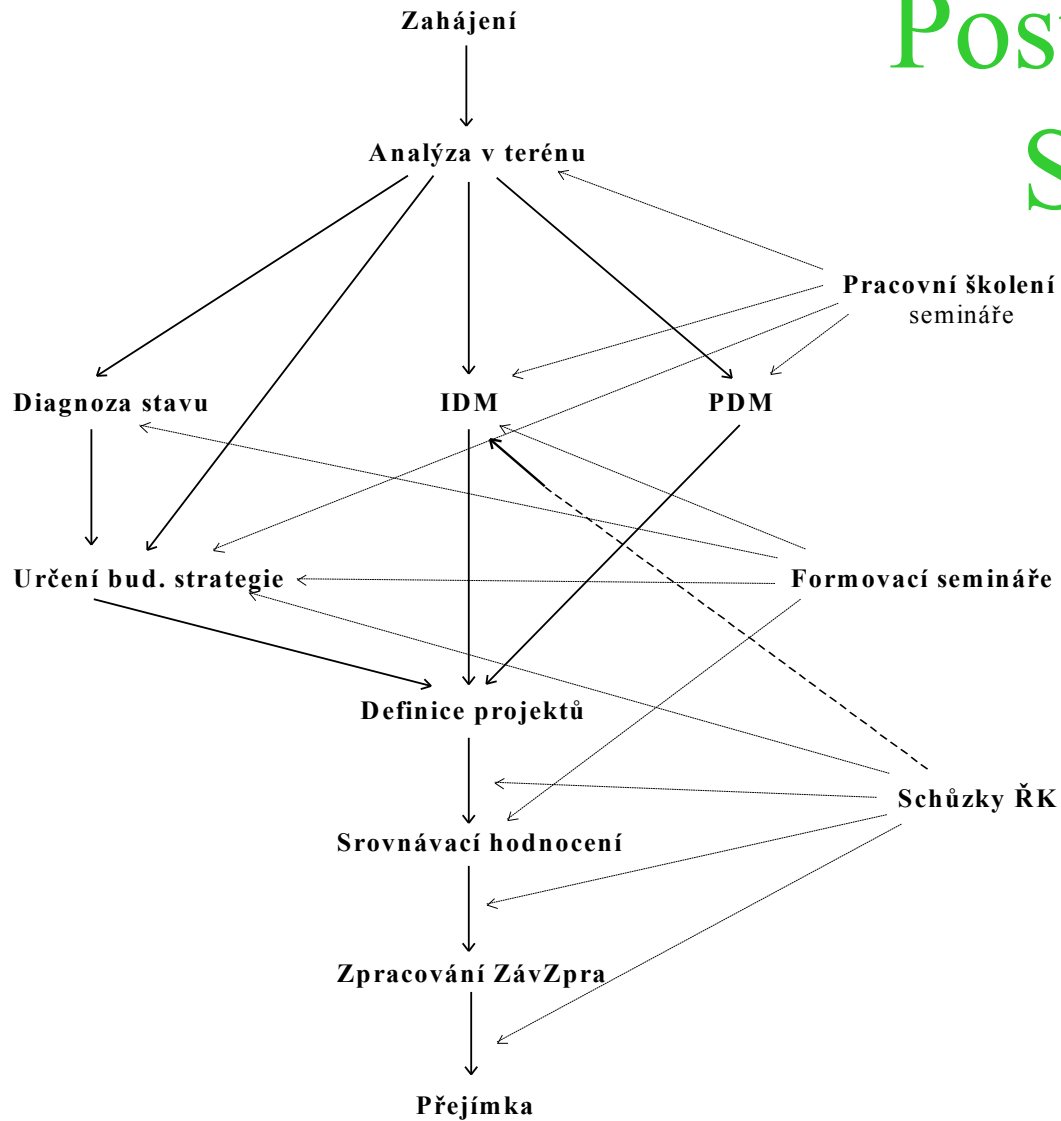 Zahájení
Analýza v terénu
Pracovní školení
semináře
Diagnoza stavu
IDM
PDM
Určení bud. strategie
Formovací semináře
Definice projektů
Schůzky ŘK
Srovnávací hodnocení
Zpracování ZávZpra
Přejímka